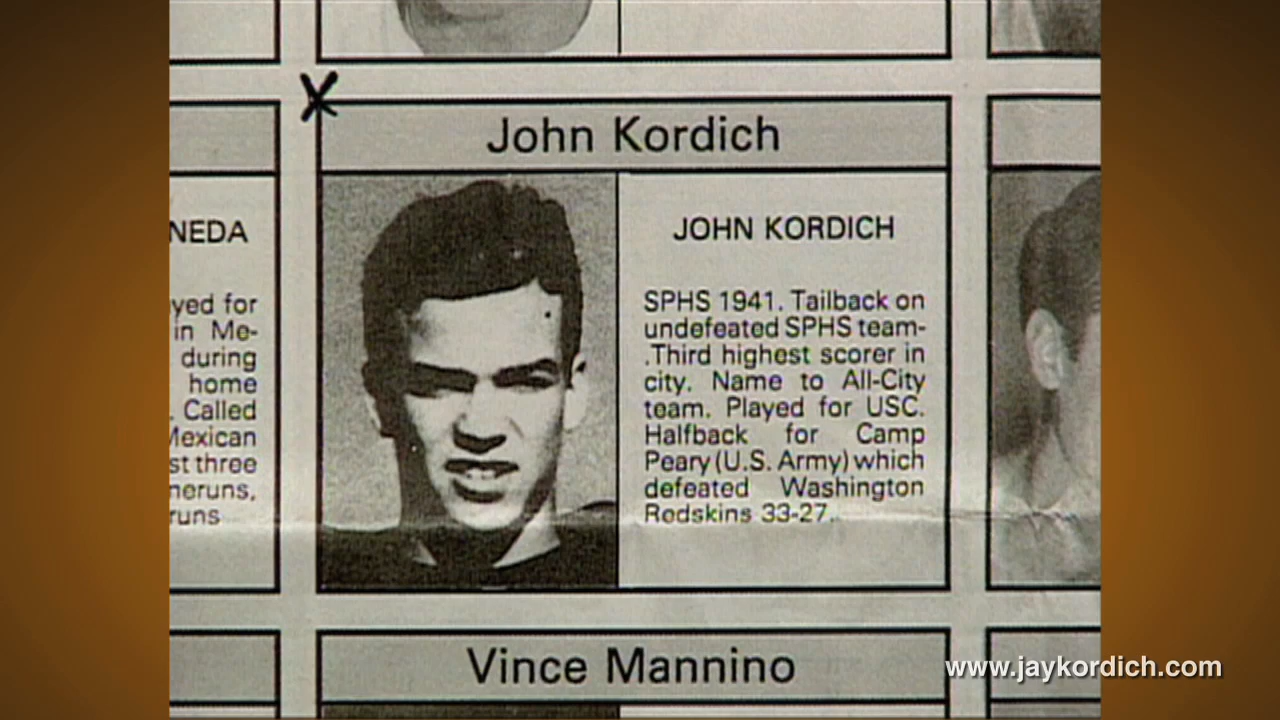 X
John Kordich
NEDA
yed for
in Me-
during
home
. Called
Mexican
st three
neruns,
runs
JOHN KORDICH
SPHS 1941. Tailback on
undefeated SPHS team-
.Third highest scorer in
city. Name to All-City
team. Played for USC.
Halfback for Camp
Peary (U.S. Army) which
defeated Washington
Redskins 33-27.
Vince Mannino
www.jaykordich.com